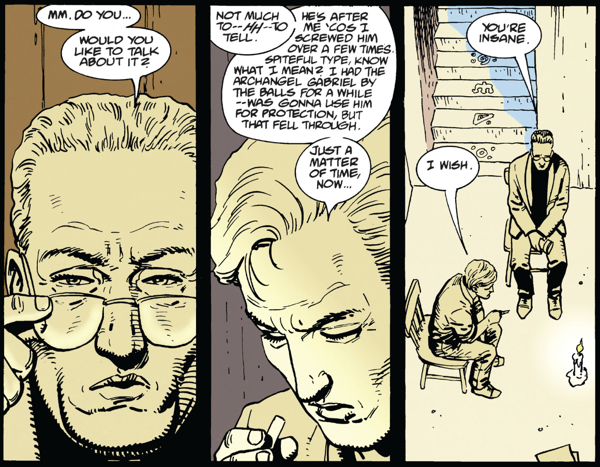 MM. DO YOU...
WOULD YOU
LIKE TO TALK
ABOUT IT?
NOT MUCH
TO--HH--TO
TELL.
HE'S AFTER
ME 'COS I
SCREWED HIM
OVER A FEW TIMES.
SPITEFUL TYPE, KNOW
WHAT I MEAN? I HAD THE
ARCHANGEL GABRIEL BY
THE BALLS FOR A WHILE
--WAS GONNA USE HIM
FOR PROTECTION, BUT
THAT FELL THROUGH.
JUST A
MATTER
OF TIME,
NOW...
YOU'RE
INSANE.
I WISH.